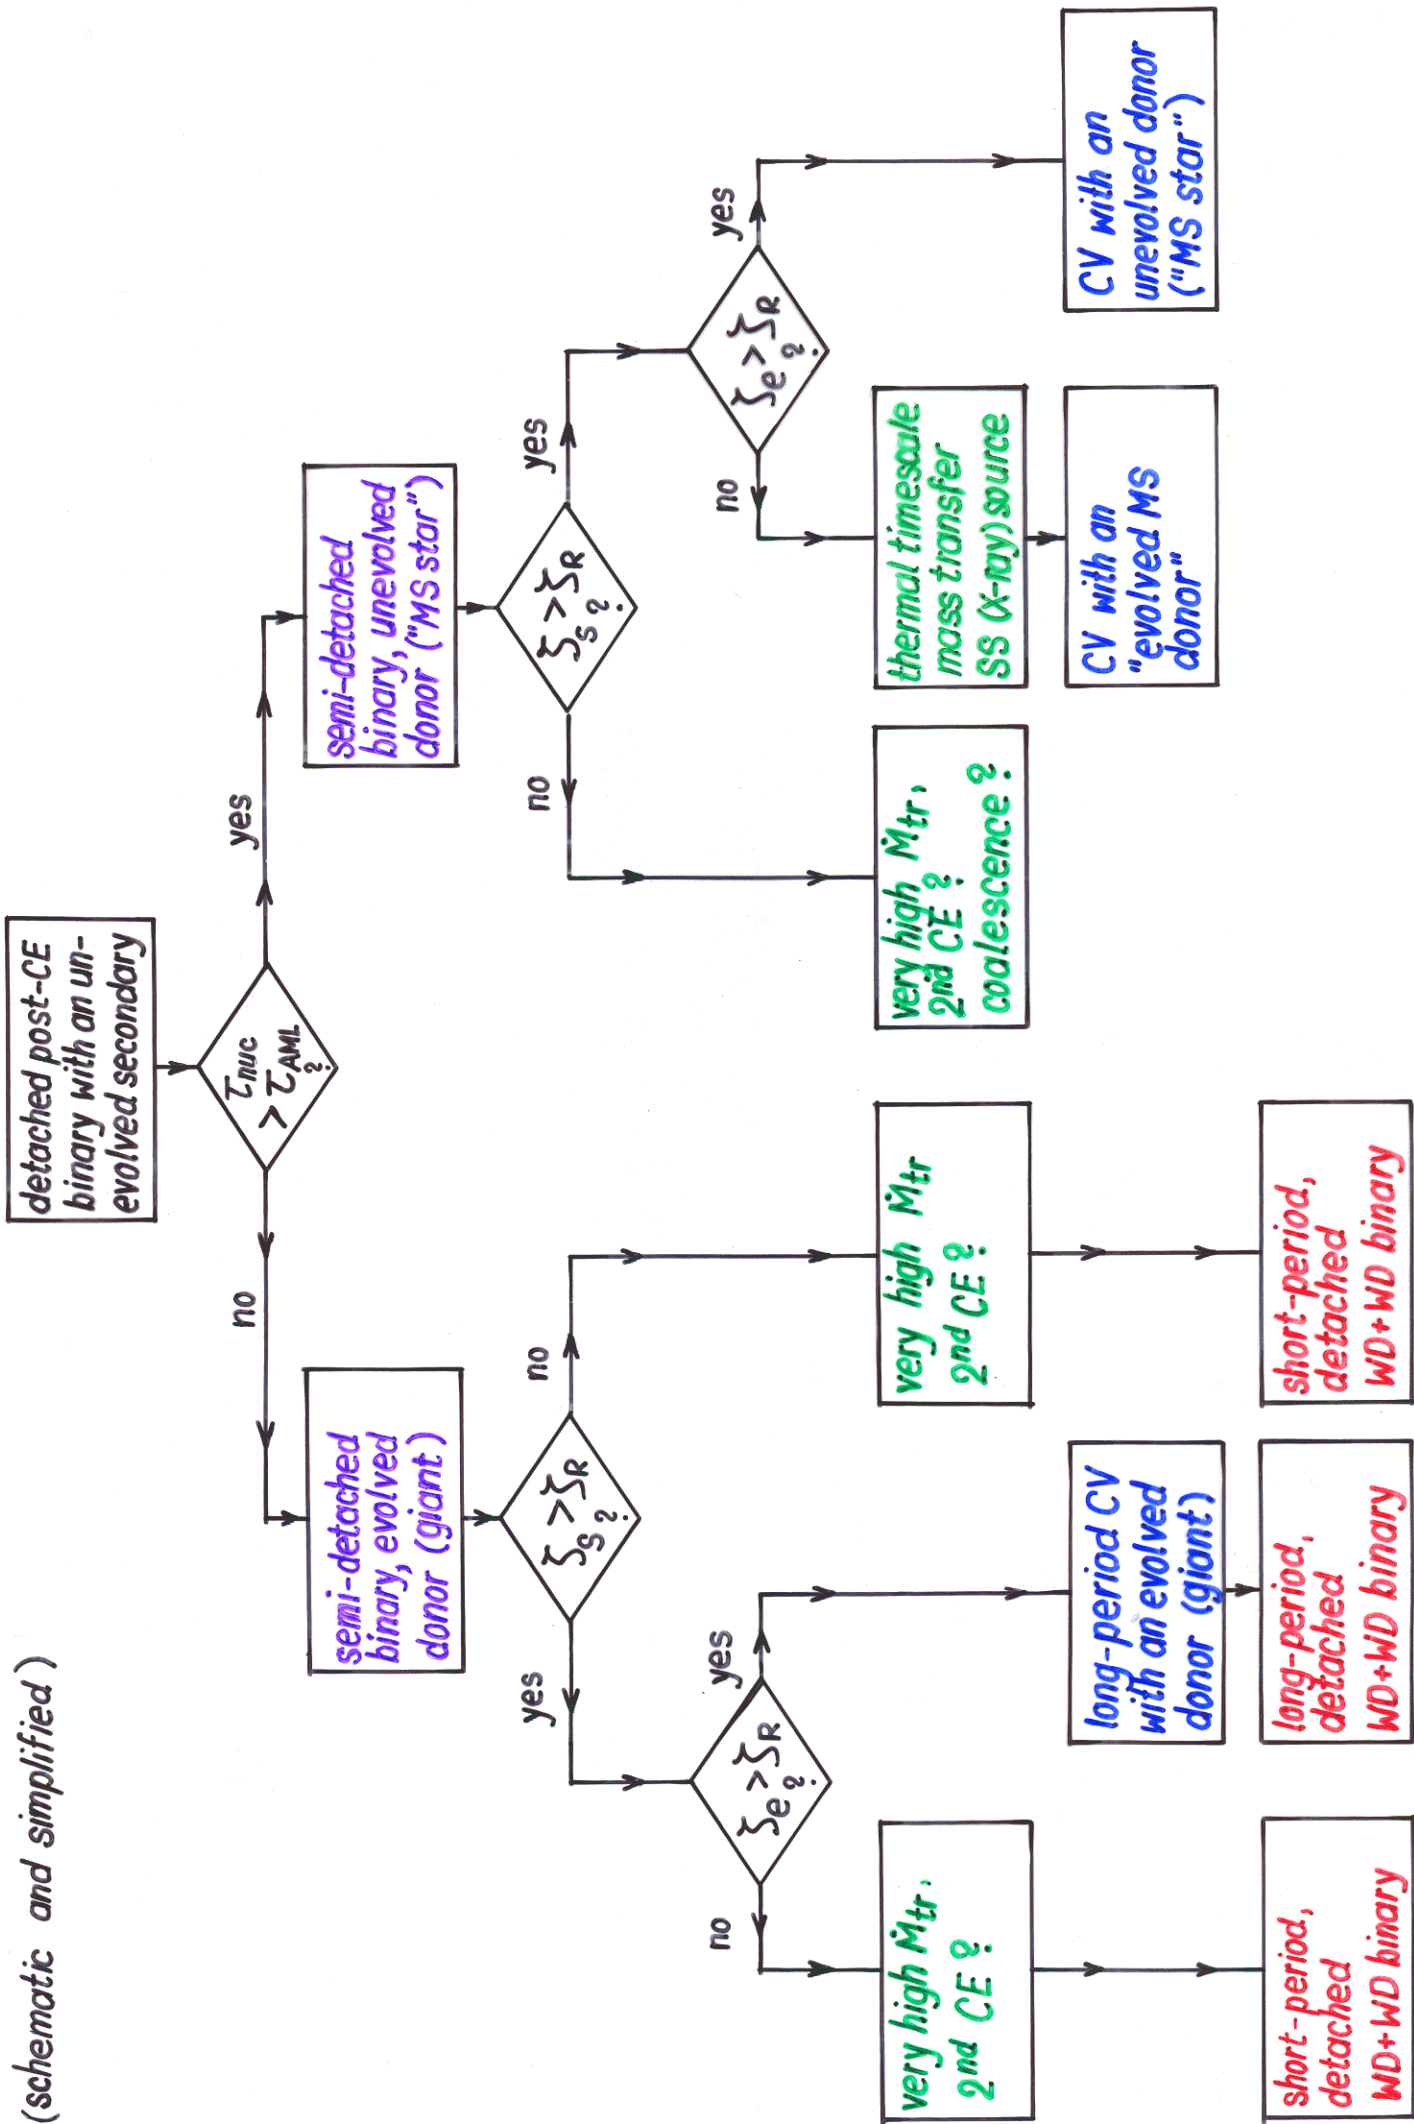 (schematic and simplified)
detached post-CE
binary with an un-
evolved secondary
τnuc
> τAML
?
no
yes
semi-detached
binary, evolved
donor (giant)
semi-detached
binary, unevolved
donor ("MS star")
ζS > ζR
?
yes
no
ζS > ζR
?
no
yes
ζe > ζR
?
no
yes
ζe > ζR
?
no
yes
very high Ṁtr,
2nd CE ?
very high Ṁtr
2nd CE ?
very high Ṁtr,
2nd CE ?
coalescence ?
thermal timescale
mass transfer
SS (X-ray) source
long-period CV
with an evolved
donor (giant)
CV with an
"evolved MS
donor"
CV with an
unevolved donor
("MS star")
short-period,
detached
WD+WD binary
long-period,
detached
WD+WD binary
short-period,
detached
WD+WD binary